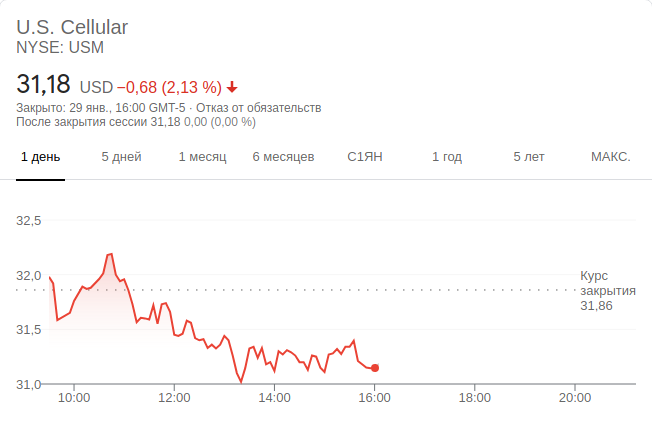 U.S. Cellular
NYSE: USM
31,18 USD −0,68 (2,13 %)
Закрыто: 29 янв., 16:00 GMT-5 · Отказ от обязательств
После закрытия сессии 31,18 0,00 (0,00 %)
1 день 5 дней 1 месяц 6 месяцев С1ЯН 1 год 5 лет МАКС.
32,5
32,0
31,5
31,0
Курс
закрытия
31,86
10:00 12:00 14:00 16:00 18:00 20:00